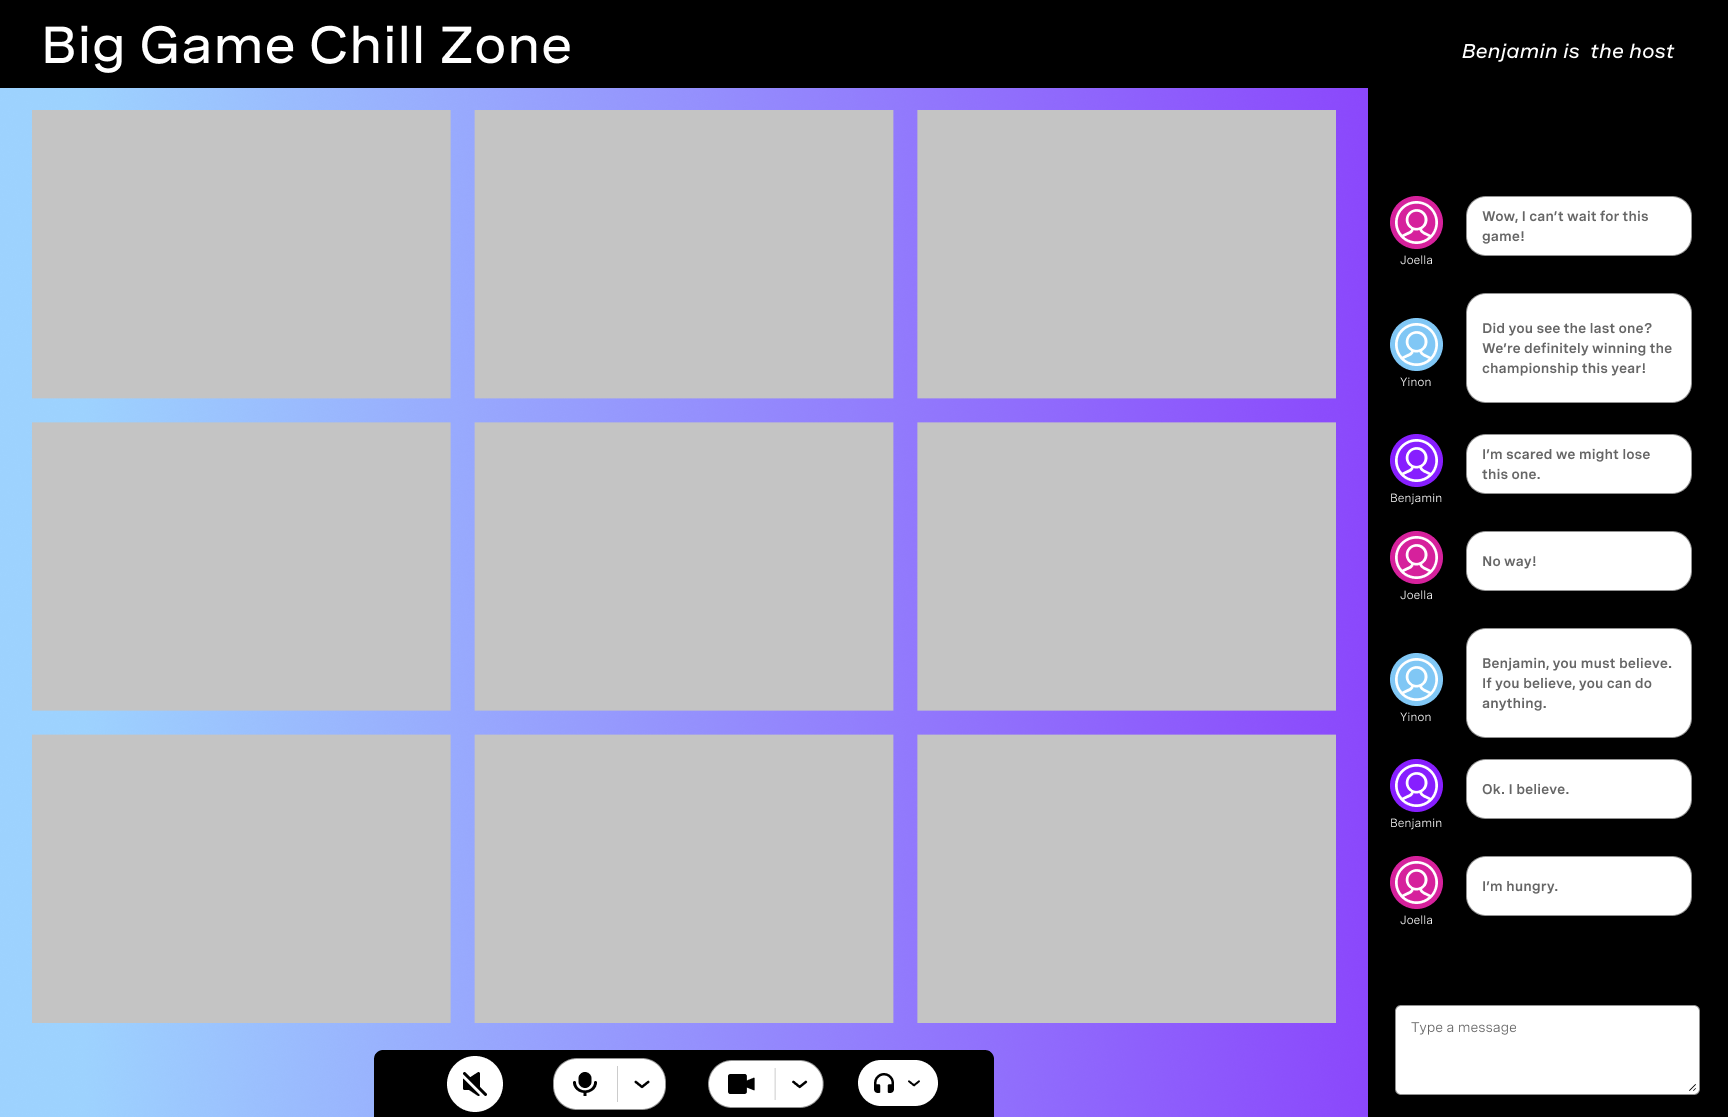 Big Game Chill Zone
Benjamin is the host
Wow, I can't wait for this
game!
Joella
Did you see the last one?
We're definitely winning the
championship this year!
Yinon
I'm scared we might lose
this one.
Benjamin
No way!
Joella
Benjamin, you must believe.
If you believe, you can do
anything.
Yinon
Ok. I believe.
Benjamin
I'm hungry.
Joella
Type a message